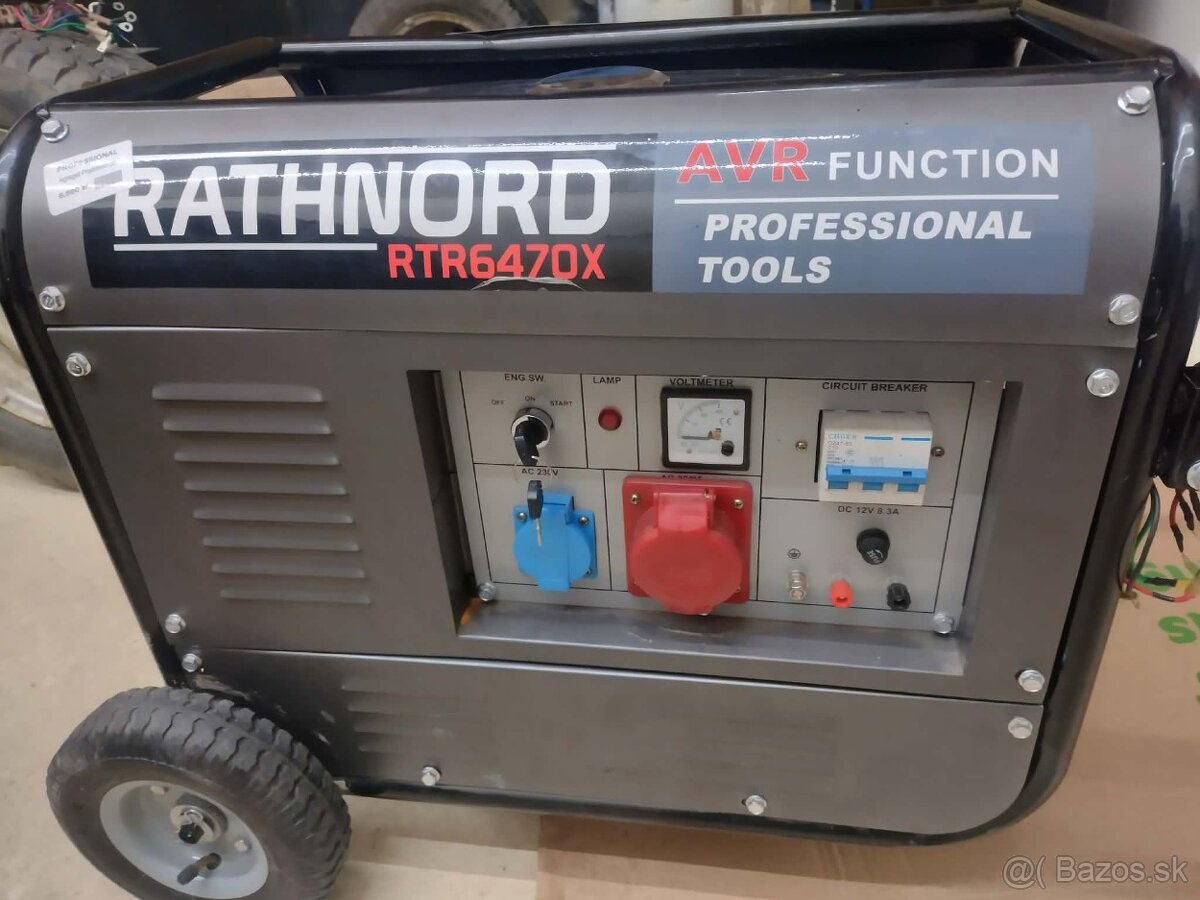 PROFESSIONAL
RATHNORD
RTR6470X
AVR FUNCTION
PROFESSIONAL
TOOLS
ENG.SW
OFF ON START
LAMP
VOLTMETER
V
CIRCUIT BREAKER
AC 230V
DC 12V 8.3A
@( Bazos.sk